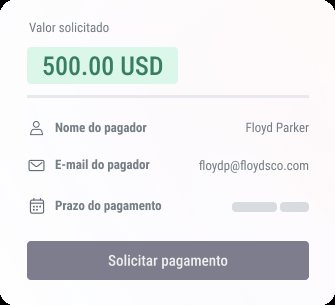 Valor solicitado
500.00 USD
Nome do pagador Floyd Parker
E-mail do pagador floydp@floydsco.com
Prazo do pagamento
Solicitar pagamento